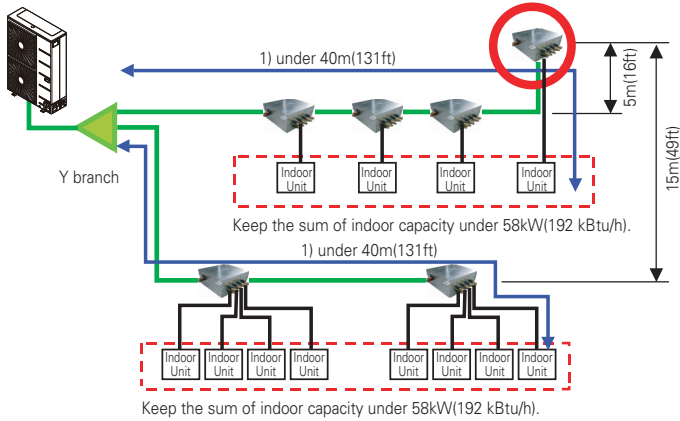 1) under 40m(131ft)
5m(16ft)
15m(49ft)
Y branch
Indoor
Unit
Indoor
Unit
Indoor
Unit
Indoor
Unit
Keep the sum of indoor capacity under 58kW(192 kBtu/h).
1) under 40m(131ft)
Indoor
Unit
Indoor
Unit
Indoor
Unit
Indoor
Unit
Indoor
Unit
Indoor
Unit
Indoor
Unit
Indoor
Unit
Keep the sum of indoor capacity under 58kW(192 kBtu/h).